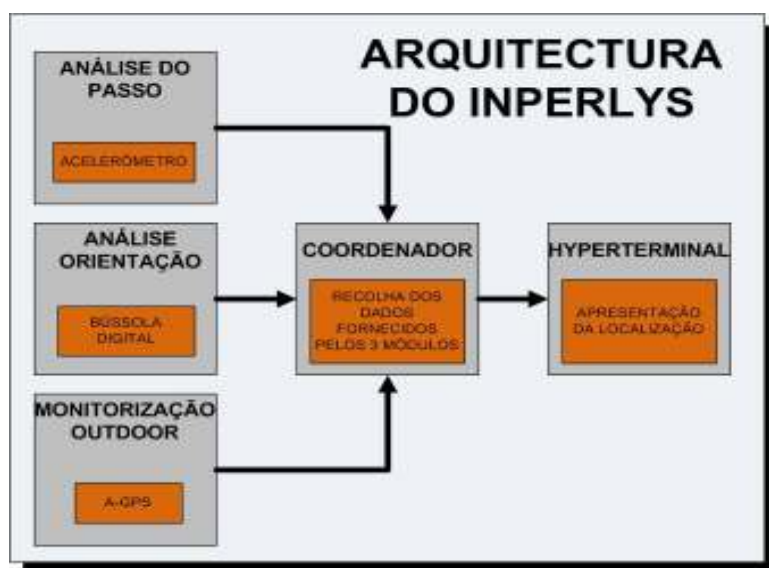 ARQUITECTURA
DO INPERLYS
ANÁLISE DO
PASSO
ACELERÓMETRO
ANÁLISE
ORIENTAÇÃO
BÚSSOLA
DIGITAL
MONITORIZAÇÃO
OUTDOOR
A-GPS
COORDENADOR
RECOLHA DOS
DADOS
FORNECIDOS
PELOS 3 MÓDULOS
HYPERTERMINAL
APRESENTAÇÃO
DA LOCALIZAÇÃO